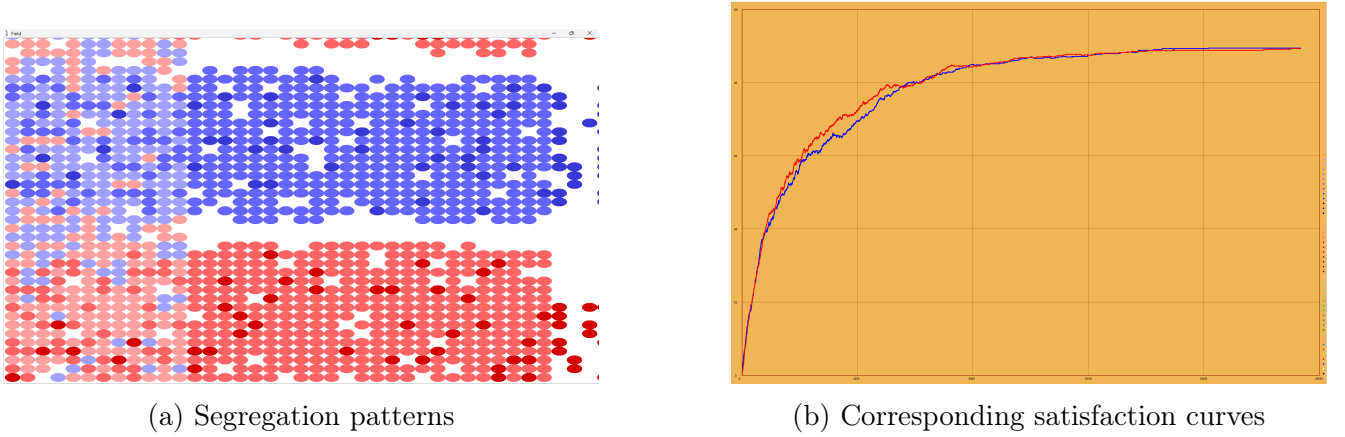 Field
(a) Segregation patterns
(b) Corresponding satisfaction curves